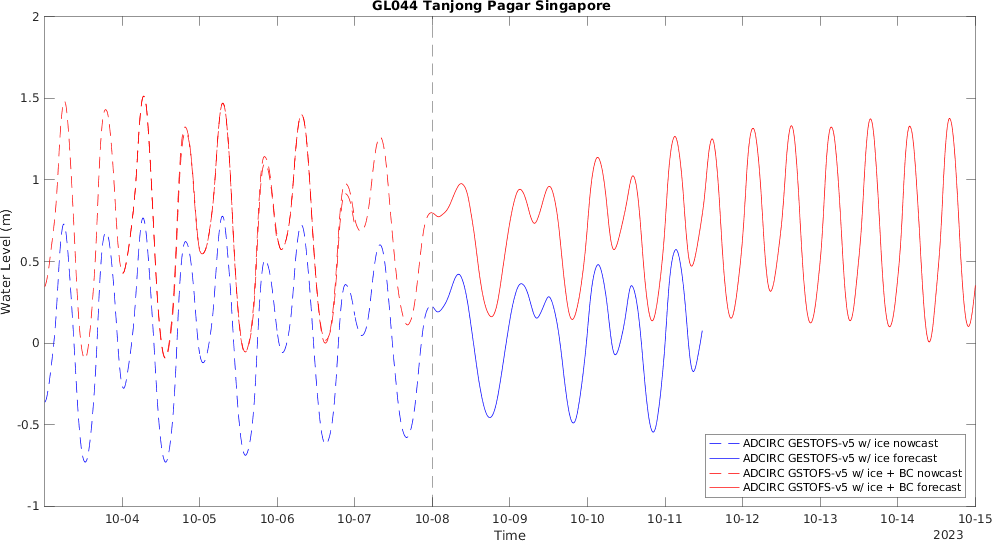 GL044 Tanjong Pagar Singapore
2
1.5
1
0.5
0
-0.5
-1
Water Level (m)
10-04 10-05 10-06 10-07 10-08 10-09 10-10 10-11 10-12 10-13 10-14 10-15
Time
2023
ADCIRC GESTOFS-v5 w/ ice nowcast
ADCIRC GESTOFS-v5 w/ ice forecast
ADCIRC GSTOFS-v5 w/ ice + BC nowcast
ADCIRC GSTOFS-v5 w/ ice + BC forecast